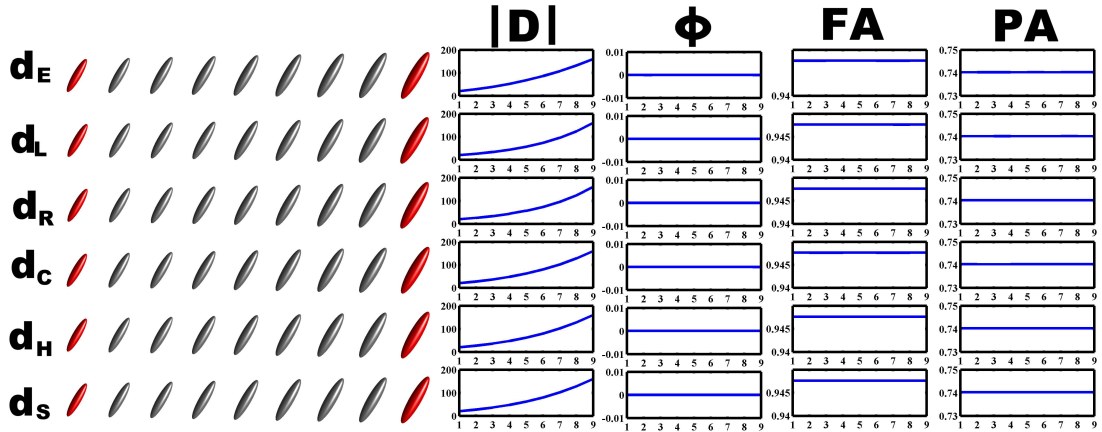 |D| ϕ FA PA
200 0.01 0.75
dE 100 0 0.74
0 -0.01 0.94 0.73
1 2 3 4 5 6 7 8 9 1 2 3 4 5 6 7 8 9 1 2 3 4 5 6 7 8 9 1 2 3 4 5 6 7 8 9
200 0.01 0.75
dL 100 0 0.945 0.74
0 -0.01 0.94 0.73
1 2 3 4 5 6 7 8 9 1 2 3 4 5 6 7 8 9 1 2 3 4 5 6 7 8 9 1 2 3 4 5 6 7 8 9
200 0.01 0.75
dR 100 0 0.945 0.74
0 -0.01 0.94 0.73
1 2 3 4 5 6 7 8 9 1 2 3 4 5 6 7 8 9 1 2 3 4 5 6 7 8 9 1 2 3 4 5 6 7 8 9
200 0.01 0.75
dC 100 0 0.945 0.74
0 -0.01 0.94 0.73
1 2 3 4 5 6 7 8 9 1 2 3 4 5 6 7 8 9 1 2 3 4 5 6 7 8 9 1 2 3 4 5 6 7 8 9
200 0.01 0.75
dH 100 0 0.945 0.74
0 -0.01 0.94 0.73
1 2 3 4 5 6 7 8 9 1 2 3 4 5 6 7 8 9 1 2 3 4 5 6 7 8 9 1 2 3 4 5 6 7 8 9
200 0.01 0.75
dS 100 0 0.945 0.74
0 -0.01 0.94 0.73
1 2 3 4 5 6 7 8 9 1 2 3 4 5 6 7 8 9 1 2 3 4 5 6 7 8 9 1 2 3 4 5 6 7 8 9